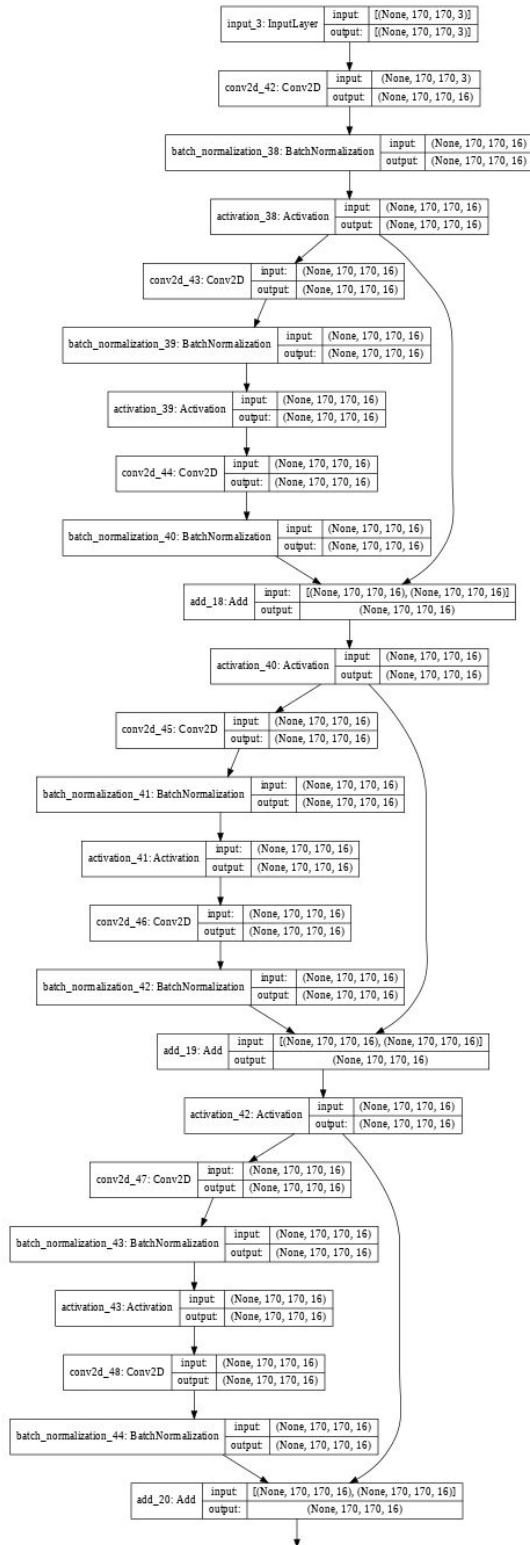 input_3: InputLayer input: [(None, 170, 170, 3)]
output: [(None, 170, 170, 3)]
conv2d_42: Conv2D input: (None, 170, 170, 3)
output: (None, 170, 170, 16)
batch_normalization_38: BatchNormalization input: (None, 170, 170, 16)
output: (None, 170, 170, 16)
activation_38: Activation input: (None, 170, 170, 16)
output: (None, 170, 170, 16)
conv2d_43: Conv2D input: (None, 170, 170, 16)
output: (None, 170, 170, 16)
batch_normalization_39: BatchNormalization input: (None, 170, 170, 16)
output: (None, 170, 170, 16)
activation_39: Activation input: (None, 170, 170, 16)
output: (None, 170, 170, 16)
conv2d_44: Conv2D input: (None, 170, 170, 16)
output: (None, 170, 170, 16)
batch_normalization_40: BatchNormalization input: (None, 170, 170, 16)
output: (None, 170, 170, 16)
add_18: Add input: [(None, 170, 170, 16), (None, 170, 170, 16)]
output: (None, 170, 170, 16)
activation_40: Activation input: (None, 170, 170, 16)
output: (None, 170, 170, 16)
conv2d_45: Conv2D input: (None, 170, 170, 16)
output: (None, 170, 170, 16)
batch_normalization_41: BatchNormalization input: (None, 170, 170, 16)
output: (None, 170, 170, 16)
activation_41: Activation input: (None, 170, 170, 16)
output: (None, 170, 170, 16)
conv2d_46: Conv2D input: (None, 170, 170, 16)
output: (None, 170, 170, 16)
batch_normalization_42: BatchNormalization input: (None, 170, 170, 16)
output: (None, 170, 170, 16)
add_19: Add input: [(None, 170, 170, 16), (None, 170, 170, 16)]
output: (None, 170, 170, 16)
activation_42: Activation input: (None, 170, 170, 16)
output: (None, 170, 170, 16)
conv2d_47: Conv2D input: (None, 170, 170, 16)
output: (None, 170, 170, 16)
batch_normalization_43: BatchNormalization input: (None, 170, 170, 16)
output: (None, 170, 170, 16)
activation_43: Activation input: (None, 170, 170, 16)
output: (None, 170, 170, 16)
conv2d_48: Conv2D input: (None, 170, 170, 16)
output: (None, 170, 170, 16)
batch_normalization_44: BatchNormalization input: (None, 170, 170, 16)
output: (None, 170, 170, 16)
add_20: Add input: [(None, 170, 170, 16), (None, 170, 170, 16)]
output: (None, 170, 170, 16)